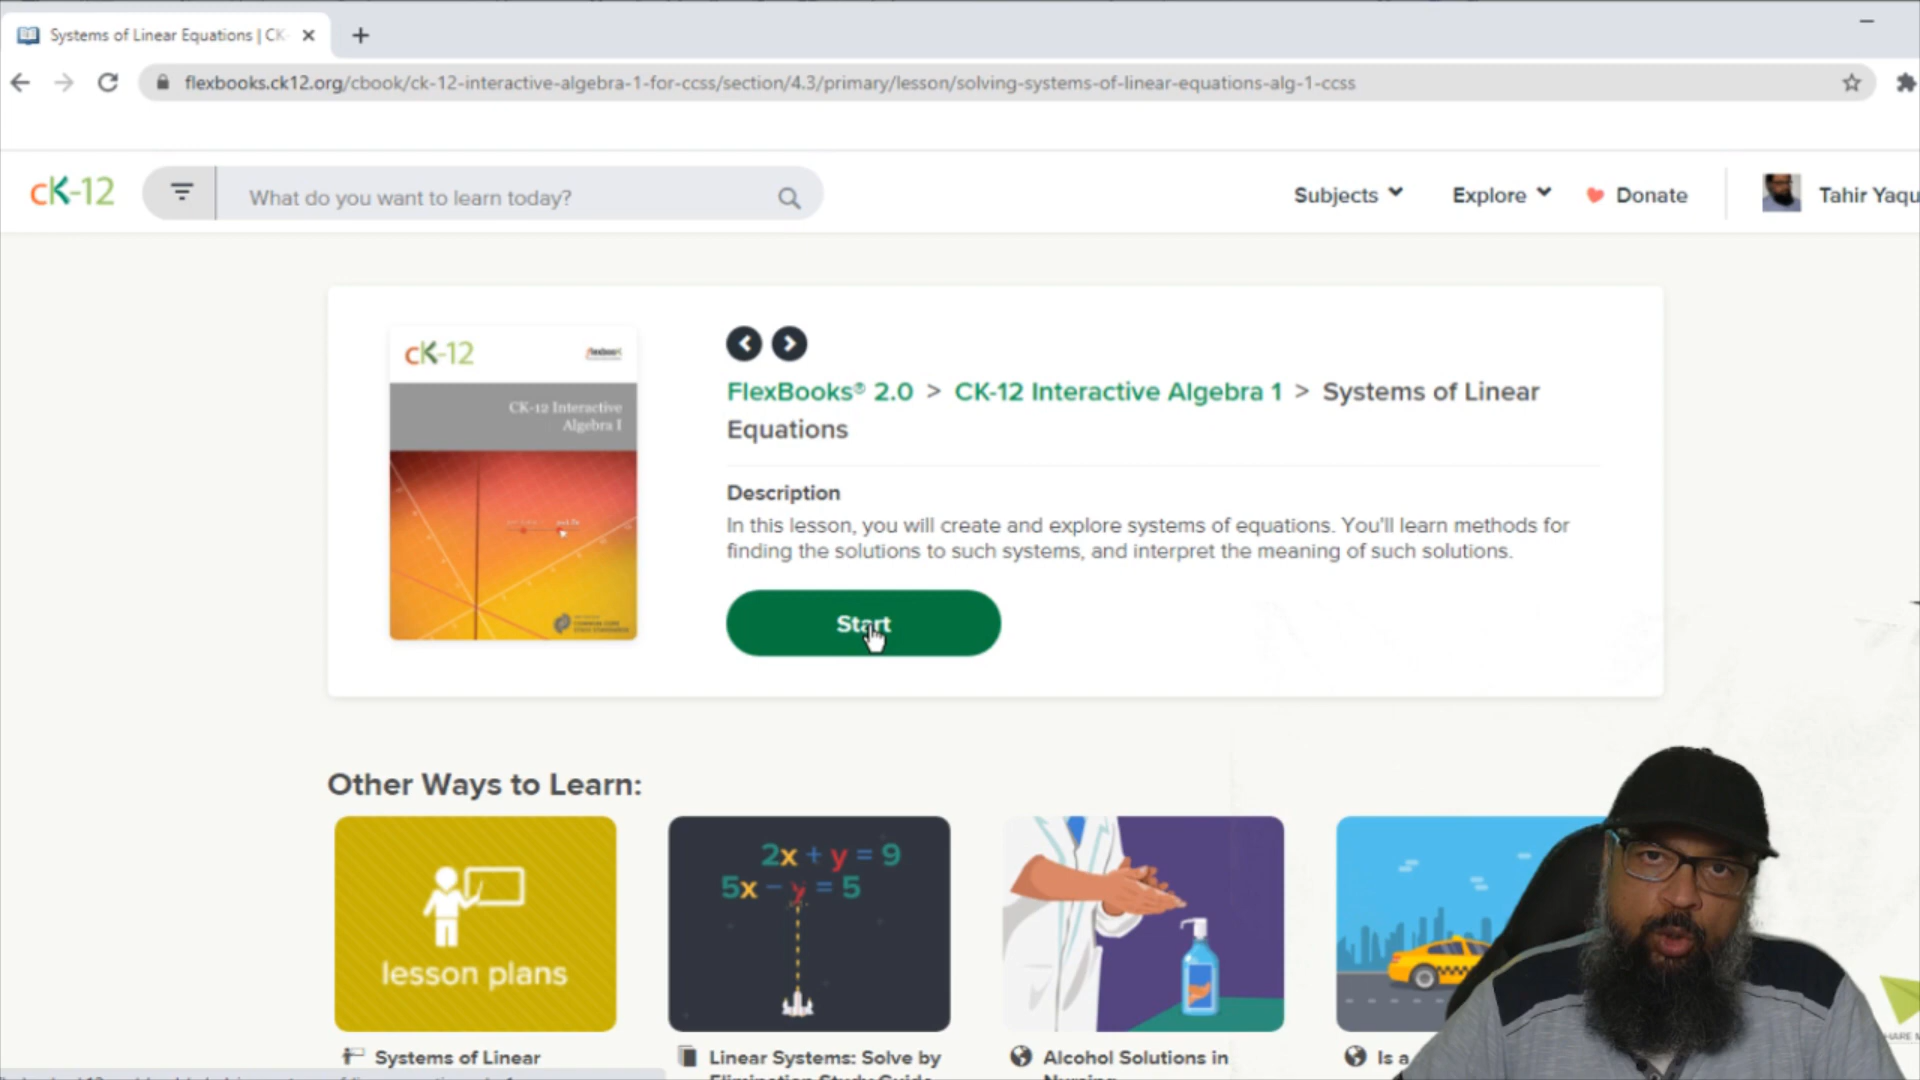 Systems of Linear Equations | CK-
flexbooks.ck12.org/cbook/ck-12-interactive-algebra-1-for-ccss/section/4.3/primary/lesson/solving-systems-of-linear-equations-alg-1-ccss
cK-12
What do you want to learn today?
Subjects
Explore
Donate
Tahir Yaqu
cK-12
flexbook
CK-12 Interactive
Algebra I
FlexBooks® 2.0 > CK-12 Interactive Algebra 1 > Systems of Linear
Equations
Description
In this lesson, you will create and explore systems of equations. You'll learn methods for
finding the solutions to such systems, and interpret the meaning of such solutions.
Start
Other Ways to Learn:
lesson plans
2x + y = 9
5x - y = 5
Systems of Linear
Linear Systems: Solve by
Elimination Study Guide
Alcohol Solutions in
Nursing
Is a